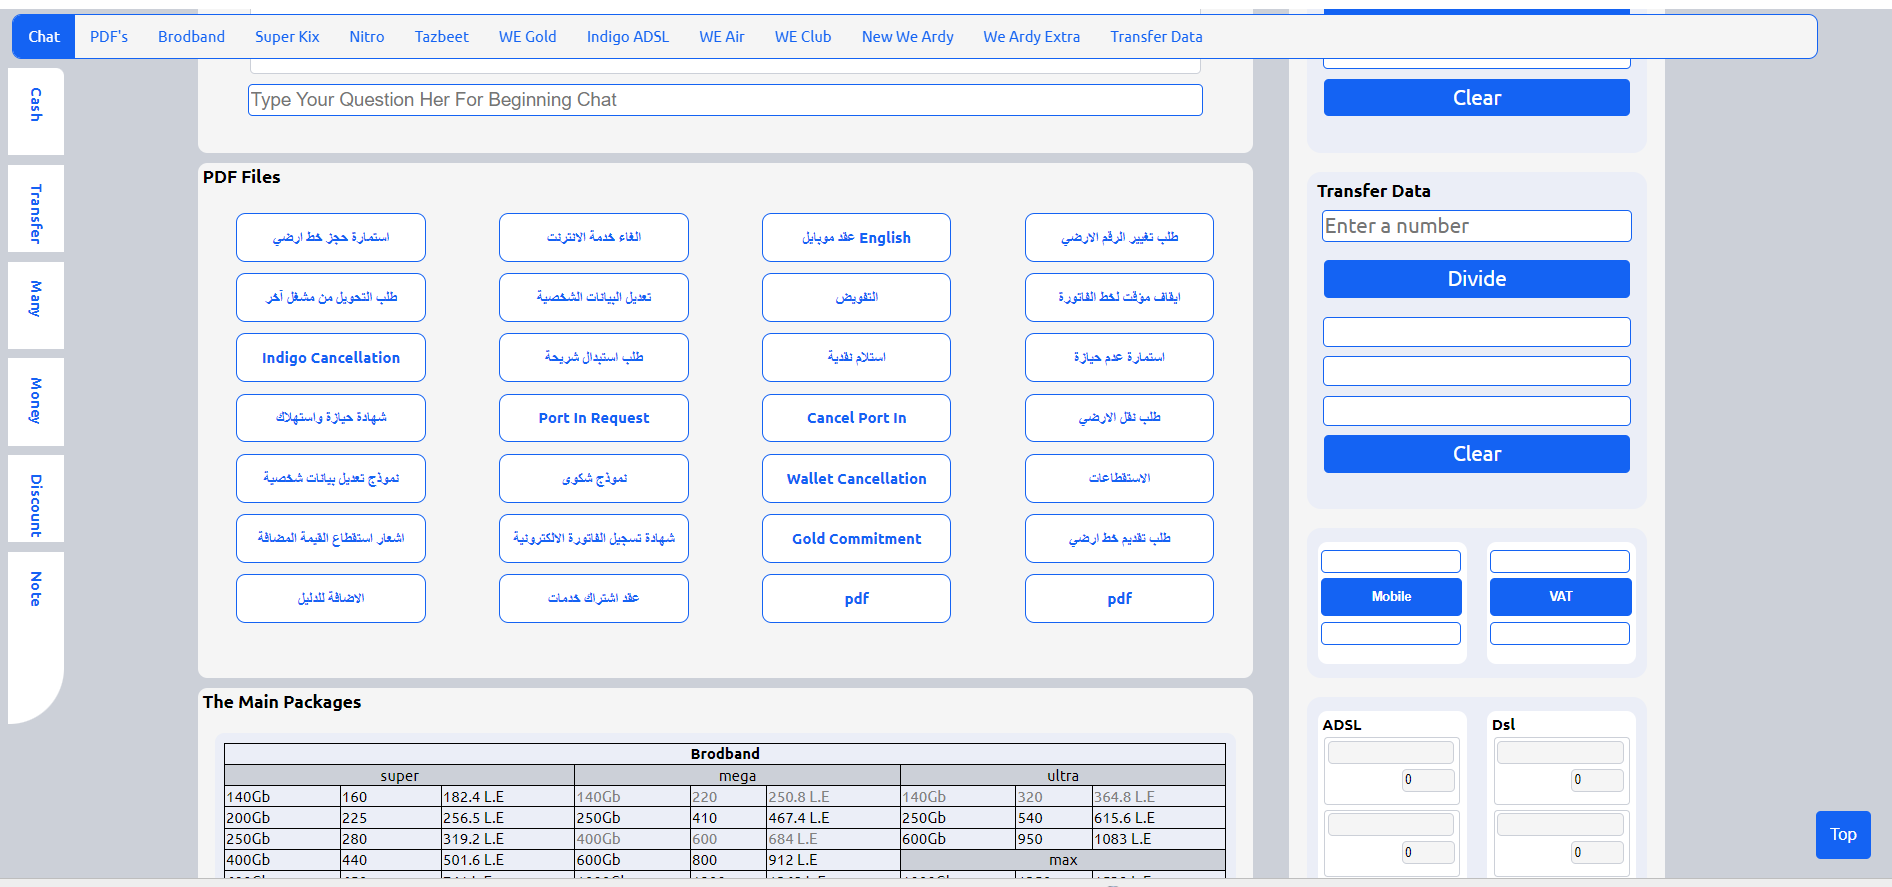 Chat PDF's Brodband Super Kix Nitro Tazbeet WE Gold Indigo ADSL WE Air WE Club New We Ardy We Ardy Extra Transfer Data
Cash
Transfer
Many
Money
Discount
Note
Type Your Question Her For Beginning Chat
PDF Files
استمارة حجز خط ارضي
الغاء خدمة الانترنت
عقد موبايل English
طلب تغيير الرقم الارضي
طلب التحويل من مشغل آخر
تعديل البيانات الشخصية
التفويض
ايقاف مؤقت لخط الفاتورة
Indigo Cancellation
طلب استبدال شريحة
استلام نقدية
استمارة عدم حيازة
شهادة حيازة واستهلاك
Port In Request
Cancel Port In
طلب نقل الارضي
نموذج تعديل بيانات شخصية
نموذج شكوى
Wallet Cancellation
الاستقطاعات
اشعار استقطاع القيمة المضافة
شهادة تسجيل الفاتورة الالكترونية
Gold Commitment
طلب تقديم خط ارضي
الاضافة للدليل
عقد اشتراك خدمات
pdf
pdf
The Main Packages
Brodband
super mega ultra
140Gb 160 182.4 L.E 140Gb 220 250.8 L.E 140Gb 320 364.8 L.E
200Gb 225 256.5 L.E 250Gb 410 467.4 L.E 250Gb 540 615.6 L.E
250Gb 280 319.2 L.E 400Gb 600 684 L.E 600Gb 950 1083 L.E
400Gb 440 501.6 L.E 600Gb 800 912 L.E max
Clear
Transfer Data
Enter a number
Divide
Clear
Mobile VAT
ADSL Dsl
0 0
0 0
Top